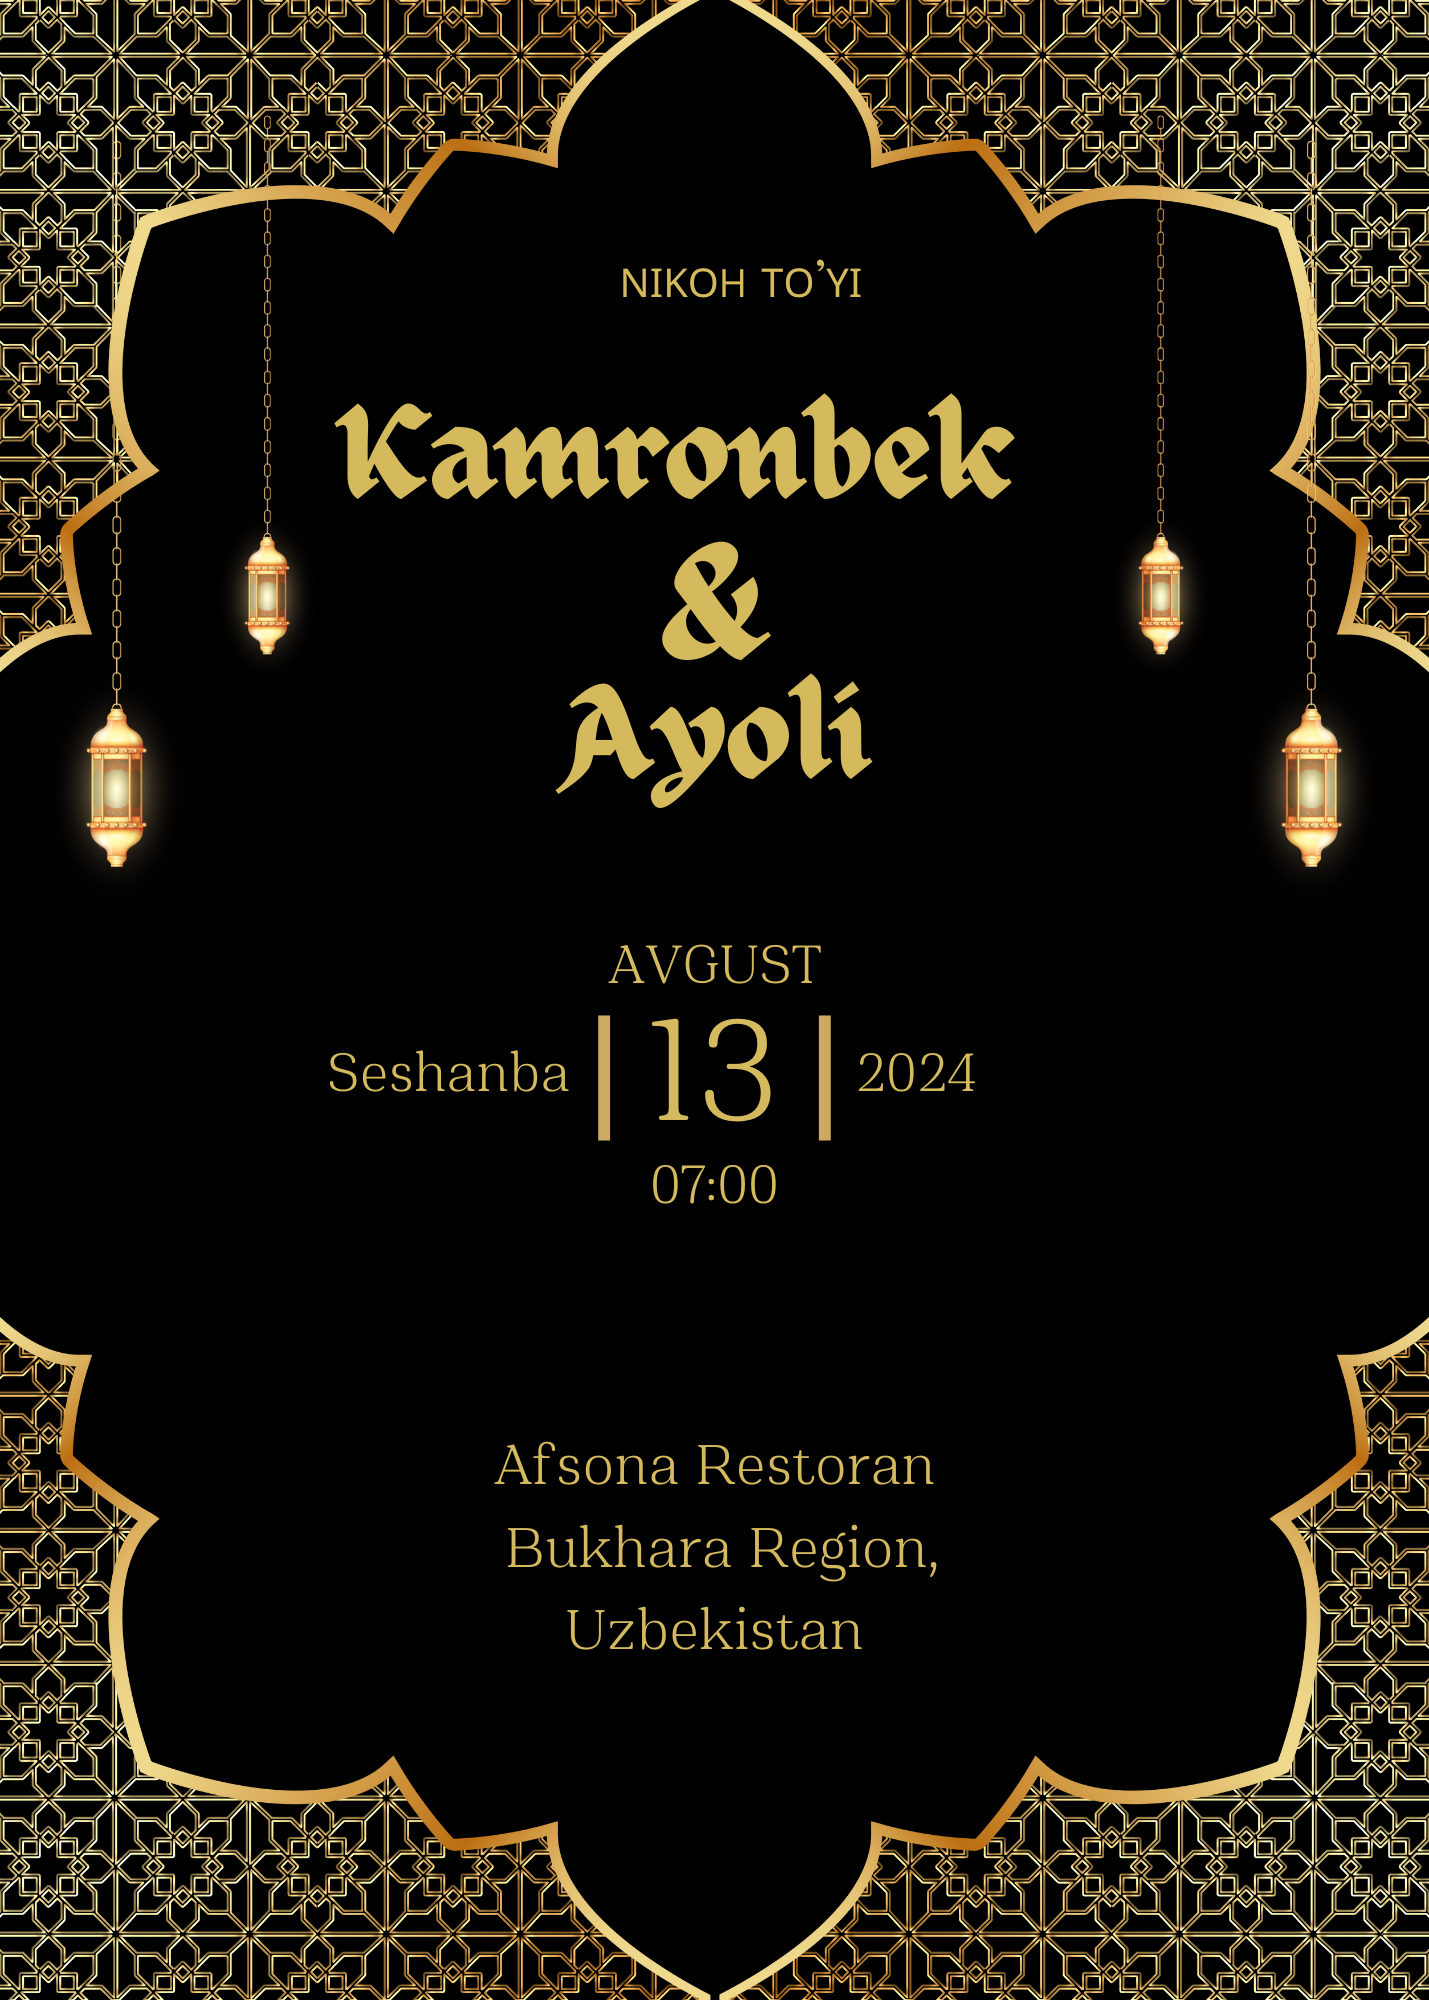 NIKOH TO’YI
Kamronbek
&
Ayoli
AVGUST
Seshanba | 13 | 2024
07:00
Afsona Restoran
Bukhara Region,
Uzbekistan